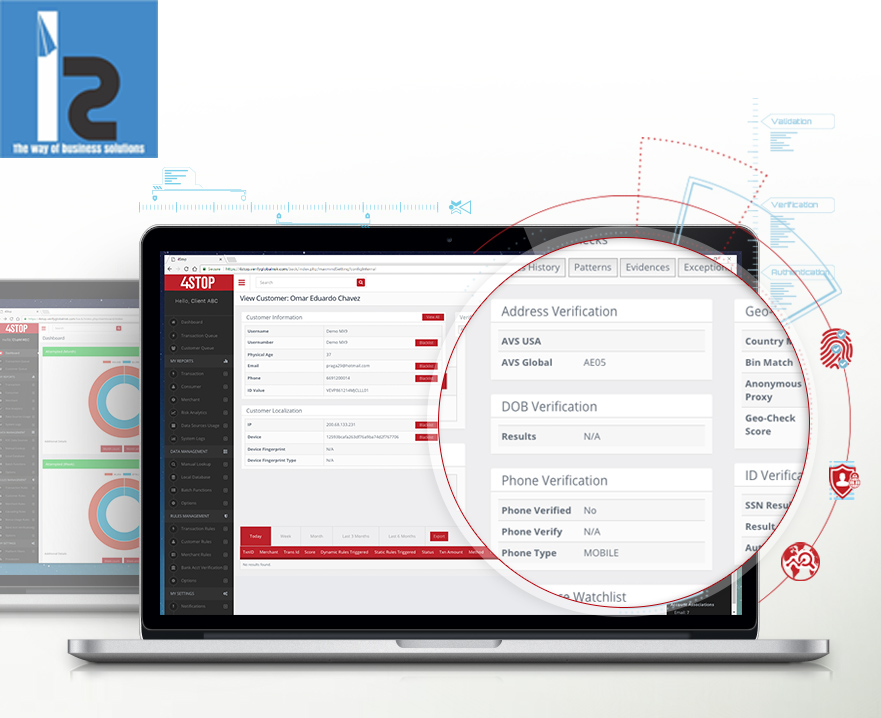 The way of business solutions
Validation
Verification
Authentication
4STOP
Search
Hello, Client ABC
View Customer: Omar Eduardo Chavez
Dashboard
Transaction Queue
Customer Queue
MY REPORTS
Transaction
Consumer
Merchant
Risk Analytics
Data Sources Usage
System Logs
DATA MANAGEMENT
Manual Lookup
Local Database
Batch Functions
Options
RULES MANAGEMENT
Transaction Rules
Customer Rules
Merchant Rules
Bank Acct Verification
Options
MY SETTINGS
Notifications
Customer Information
View All
Username Demo MX9
Usernumber Demo MX9
Physical Age 37
Email
Phone
ID Value
Customer Localization
IP
Device
Device Fingerprint N/A
Device Fingerprint Type N/A
Today Week Month Last 3 Months Last 6 Months Export
TxnID Merchant Trans Id Score Dynamic Rules Triggered Static Rules Triggered Status Txn Amount Method
No results found.
History Patterns Evidences Exception
Address Verification
AVS USA
AVS Global AE05
DOB Verification
Results N/A
Phone Verification
Phone Verified No
Phone Verify N/A
Phone Type MOBILE
Watchlist
Geo-
Country
Bin Match
Anonymous
Proxy
Geo-Check
Score
ID Verifica
SSN Resu
Result
4STOP
Dashboard